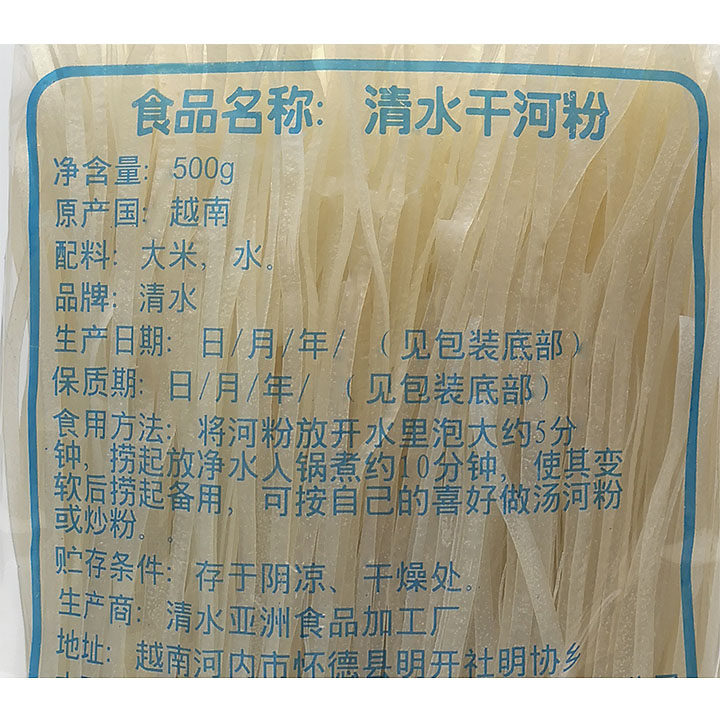 食品名称：清水干河粉
净含量：500g
原产国：越南
配料：大米，水。
品牌：清水
生产日期：日/月/年/（见包装底部）
保质期：日/月/年/（见包装底部）
食用方法：将河粉放开水里泡大约5分
钟，捞起放净水人锅煮约10分钟，使其变
软后捞起备用，可按自己的喜好做汤河粉
或炒粉。。
贮存条件：存于阴凉、干燥处。
生产商：清水亚洲食品加工厂
地址：越南河内市怀德县明开社明协乡